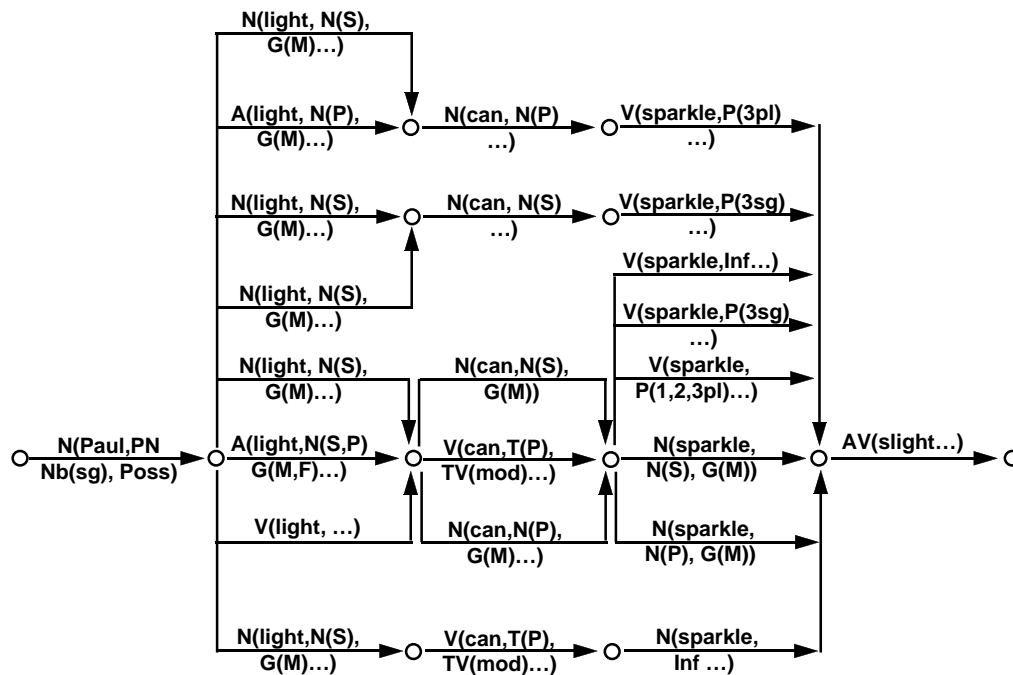 N(light, N(S),
G(M)…)
A(light, N(P),
G(M)…)
N(can, N(P)
…)
V(sparkle,P(3pl)
…)
N(light, N(S),
G(M)…)
N(can, N(S)
…)
V(sparkle,P(3sg)
…)
V(sparkle,Inf…)
N(light, N(S),
G(M)…)
V(sparkle,P(3sg)
…)
N(light, N(S),
G(M)…)
N(can,N(S),
G(M))
V(sparkle,
P(1,2,3pl)…)
N(Paul,PN
Nb(sg), Poss)
A(light,N(S,P)
G(M,F)…)
V(can,T(P),
TV(mod)…)
N(sparkle,
N(S), G(M))
AV(slight…)
V(light, …)
N(can,N(P),
G(M)…)
N(sparkle,
N(P), G(M))
N(light,N(S),
G(M)…)
V(can,T(P),
TV(mod)…)
N(sparkle,
Inf …)